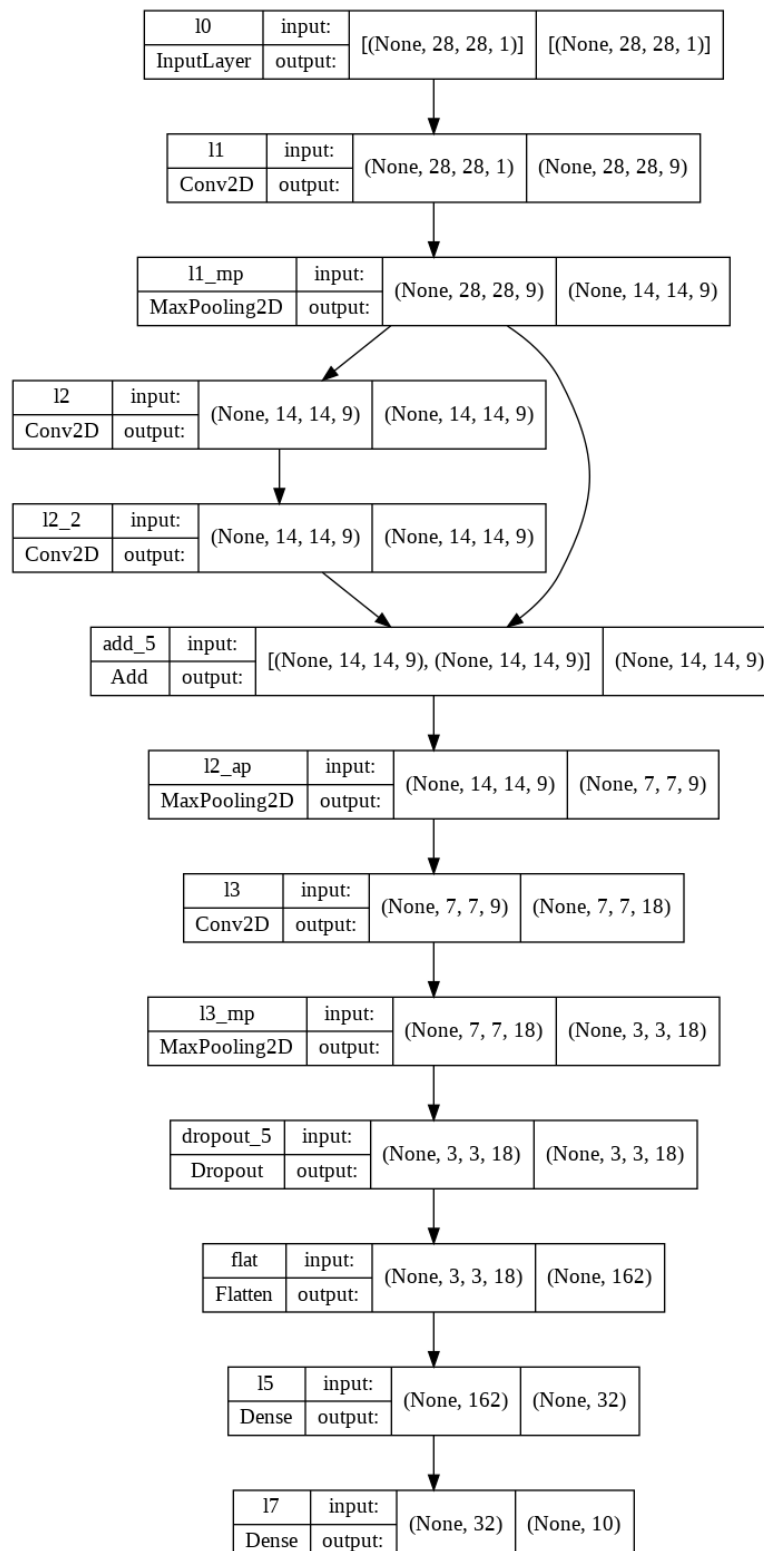 l0 input: [(None, 28, 28, 1)] [(None, 28, 28, 1)]
InputLayer output:
l1 input: (None, 28, 28, 1) (None, 28, 28, 9)
Conv2D output:
l1_mp input: (None, 28, 28, 9) (None, 14, 14, 9)
MaxPooling2D output:
l2 input: (None, 14, 14, 9) (None, 14, 14, 9)
Conv2D output:
l2_2 input: (None, 14, 14, 9) (None, 14, 14, 9)
Conv2D output:
add_5 input: [(None, 14, 14, 9), (None, 14, 14, 9)] (None, 14, 14, 9)
Add output:
l2_ap input: (None, 14, 14, 9) (None, 7, 7, 9)
MaxPooling2D output:
l3 input: (None, 7, 7, 9) (None, 7, 7, 18)
Conv2D output:
l3_mp input: (None, 7, 7, 18) (None, 3, 3, 18)
MaxPooling2D output:
dropout_5 input: (None, 3, 3, 18) (None, 3, 3, 18)
Dropout output:
flat input: (None, 3, 3, 18) (None, 162)
Flatten output:
l5 input: (None, 162) (None, 32)
Dense output:
l7 input: (None, 32) (None, 10)
Dense output: